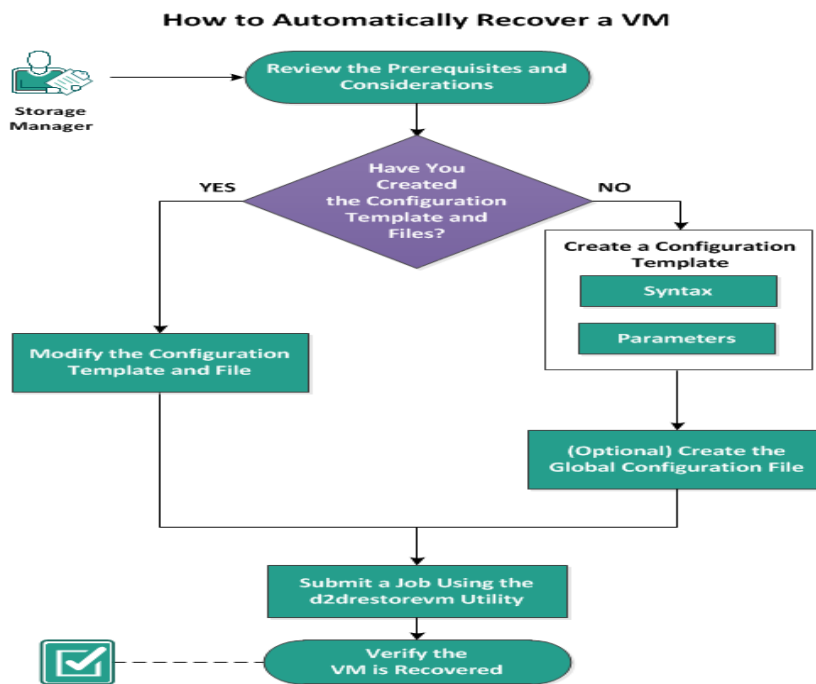 How to Automatically Recover a VM
Review the Prerequisites and
Considerations
Storage
Manager
Have You
Created
the Configuration
Template and
Files?
YES
NO
Create a Configuration
Template
Syntax
Parameters
Modify the Configuration
Template and File
(Optional) Create the
Global Configuration File
Submit a Job Using the
d2drestorevm Utility
Verify the
VM is Recovered